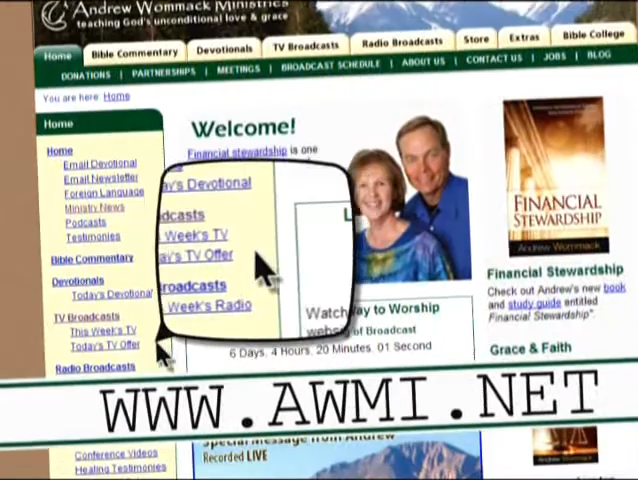 Andrew Wommack Ministries
teaching God's unconditional love & grace
Home
Bible Commentary
Devotionals
TV Broadcasts
Radio Broadcasts
Store
Extras
Bible College
DONATIONS | PARTNERSHIPS | MEETINGS | BROADCAST SCHEDULE | ABOUT US | CONTACT US | JOBS | BLOG
You are here: Home
Home
Home
Email Devotional
Email Newsletter
Foreign Language
Ministry News
Podcasts
Testimonies
Bible Commentary
Devotionals
Today's Devotional
TV Broadcasts
This Week's TV
Today's TV Offer
Radio Broadcasts
Welcome!
Financial stewardship is one
ay's Devotional
dcasts
Week's TV
ay's TV Offer
roadcasts
Week's Radio
Watch
way to Worship
of Broadcast
6 Days, 4 Hours, 20 Minutes, 01 Second
FINANCIAL
STEWARDSHIP
Andrew Wommack
Financial Stewardship
Check out Andrew's new book
and study guide entitled
Financial Stewardship".
Grace & Faith
WWW.AWMI.NET
Conference Videos
Healing Testimonies
Special Message from Andrew
Recorded LIVE